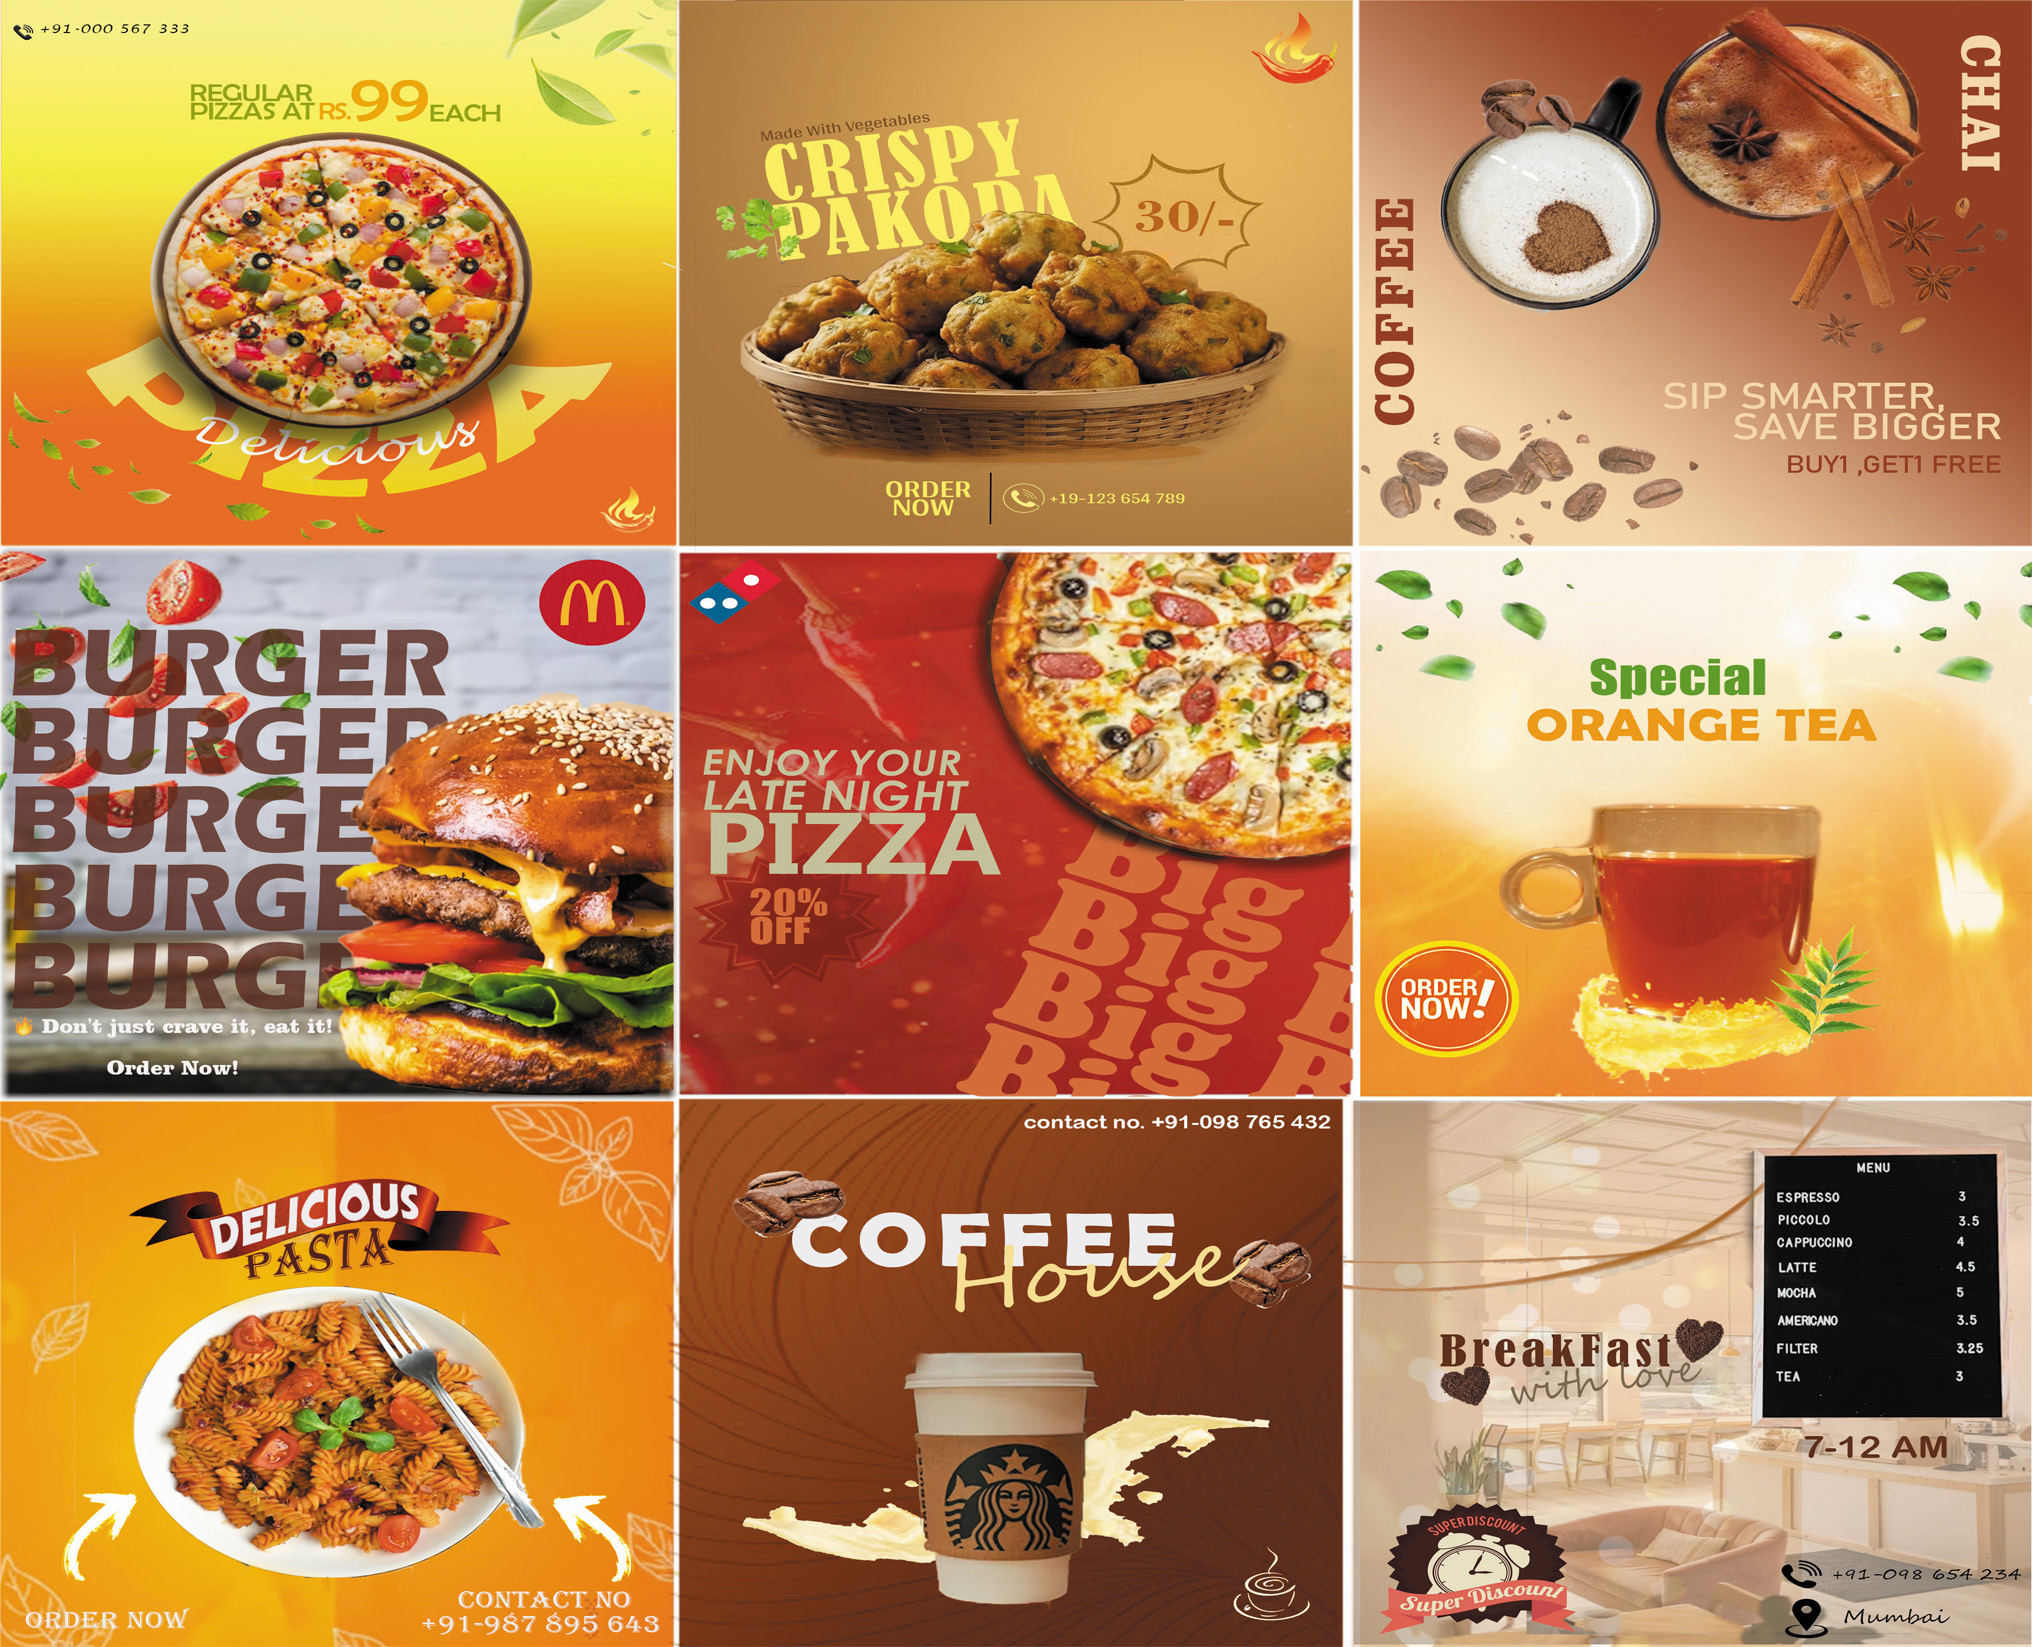 +91-000 567 333
REGULAR
PIZZAS AT RS. 99 EACH
PIZZA
Delicious
Made With Vegetables
CRISPY
PAKODA
30/-
ORDER
NOW
+19-123 654 789
CHAI
COFFEE
SIP SMARTER,
SAVE BIGGER
BUY1 ,GET1 FREE
BURGER
BURGER
BURGE
BURGE
BURGE
Don't just crave it, eat it!
Order Now!
ENJOY YOUR
LATE NIGHT
PIZZA
20%
OFF
Big
Big B
Big B
Big B
Special
ORANGE TEA
ORDER
NOW!
DELICIOUS
PASTA
ORDER NOW
CONTACT NO
+91-987 895 643
contact no. +91-098 765 432
COFFEE
House
MENU
ESPRESSO 3
PICCOLO 3.5
CAPPUCCINO 4
LATTE 4.5
MOCHA 5
AMERICANO 3.5
FILTER 3.25
TEA 3
BreakFast
with love
7-12 AM
SUPER DISCOUNT
Super Discount
+91-098 654 234
Mumbai